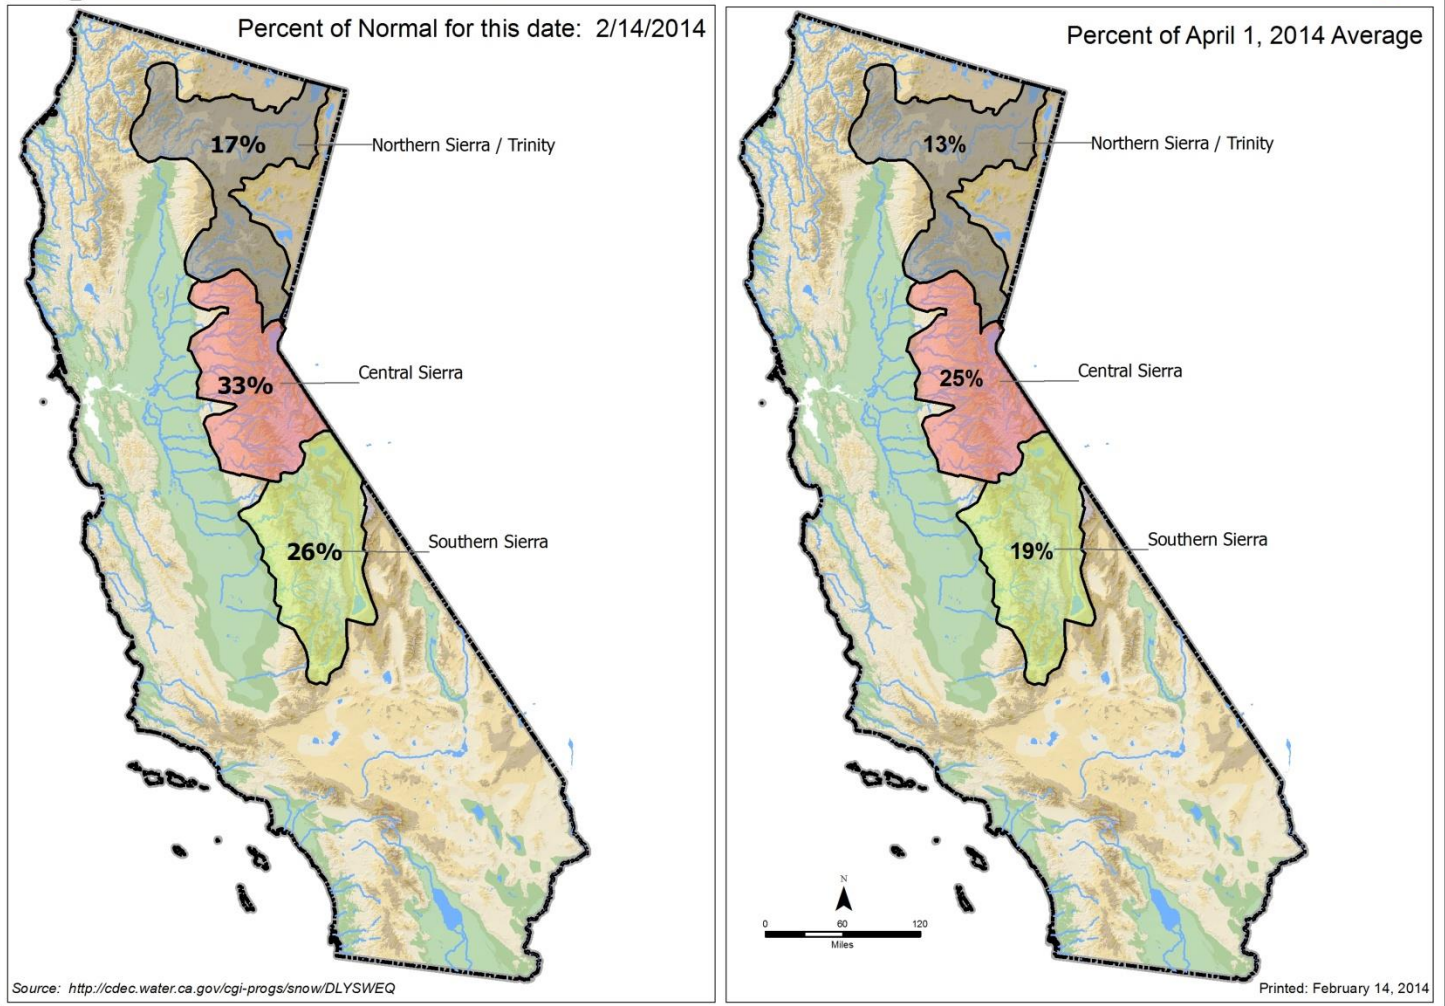 Percent of Normal for this date: 2/14/2014
17%
Northern Sierra / Trinity
33%
Central Sierra
26%
Southern Sierra
Source: http://cdec.water.ca.gov/cgi-progs/snow/DLYSWEQ
Percent of April 1, 2014 Average
13%
Northern Sierra / Trinity
25%
Central Sierra
19%
Southern Sierra
N
0 60 120
Miles
Printed: February 14, 2014